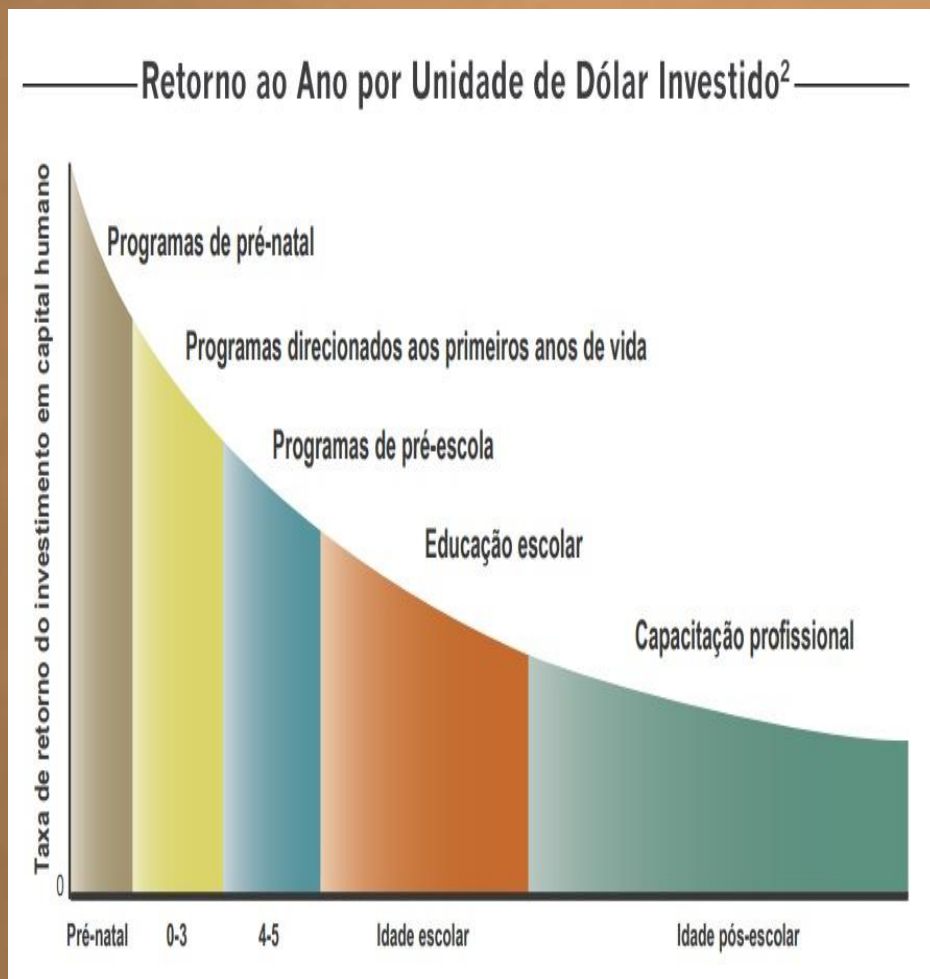 Retorno ao Ano por Unidade de Dólar Investido²
Taxa de retorno do investimento em capital humano
Programas de pré-natal
Programas direcionados aos primeiros anos de vida
Programas de pré-escola
Educação escolar
Capacitação profissional
0
Pré-natal
0-3
4-5
Idade escolar
Idade pós-escolar